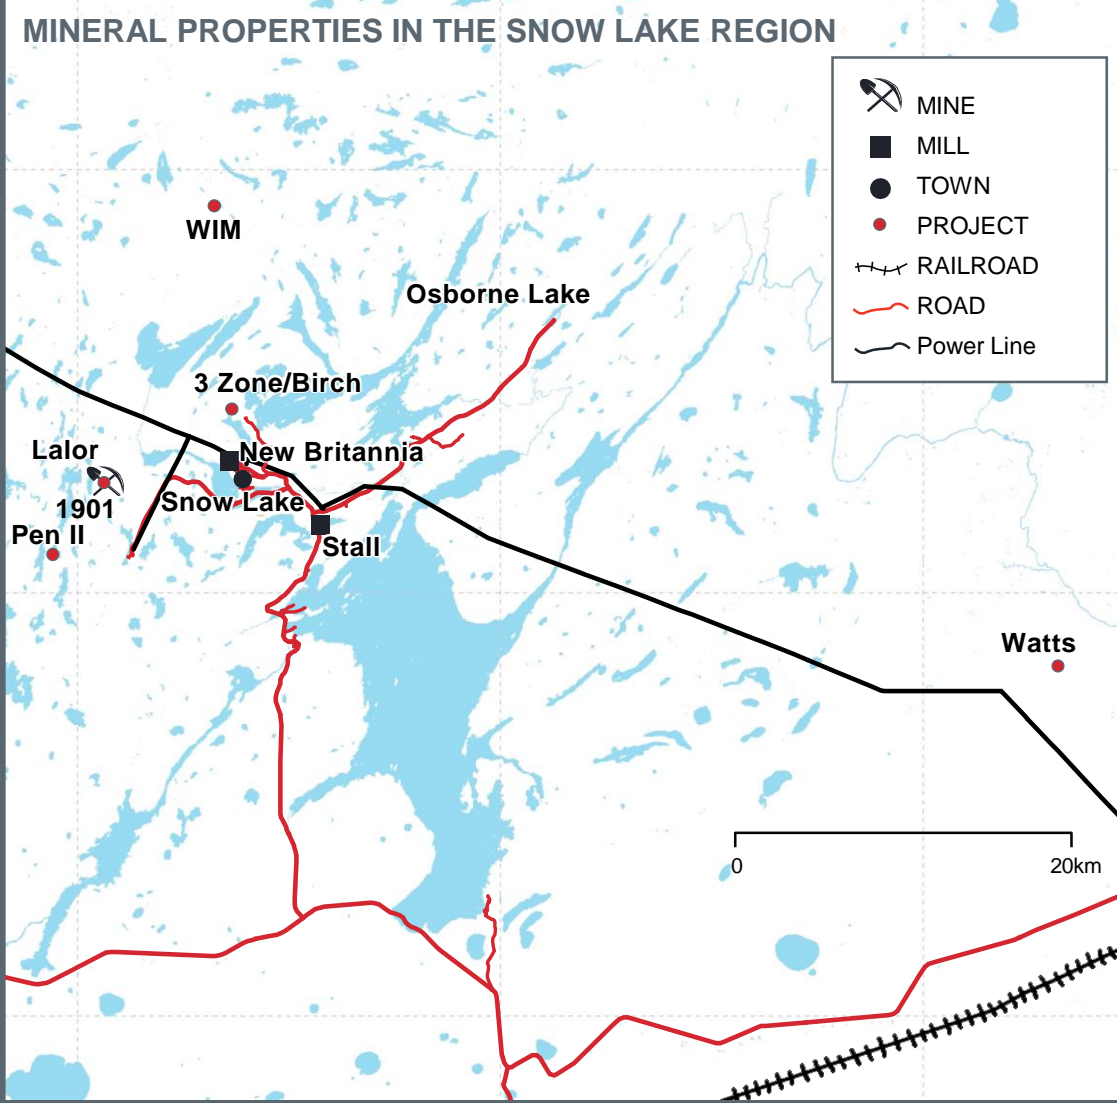 MINERAL PROPERTIES IN THE SNOW LAKE REGION
MINE
MILL
TOWN
PROJECT
RAILROAD
ROAD
Power Line
WIM
Osborne Lake
3 Zone/Birch
Lalor
New Britannia
1901
Snow Lake
Pen II
Stall
Watts
0 20km